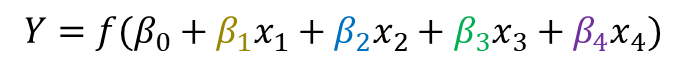 Y = f(β₀ + β₁x₁ + β₂x₂ + β₃x₃ + β₄x₄)